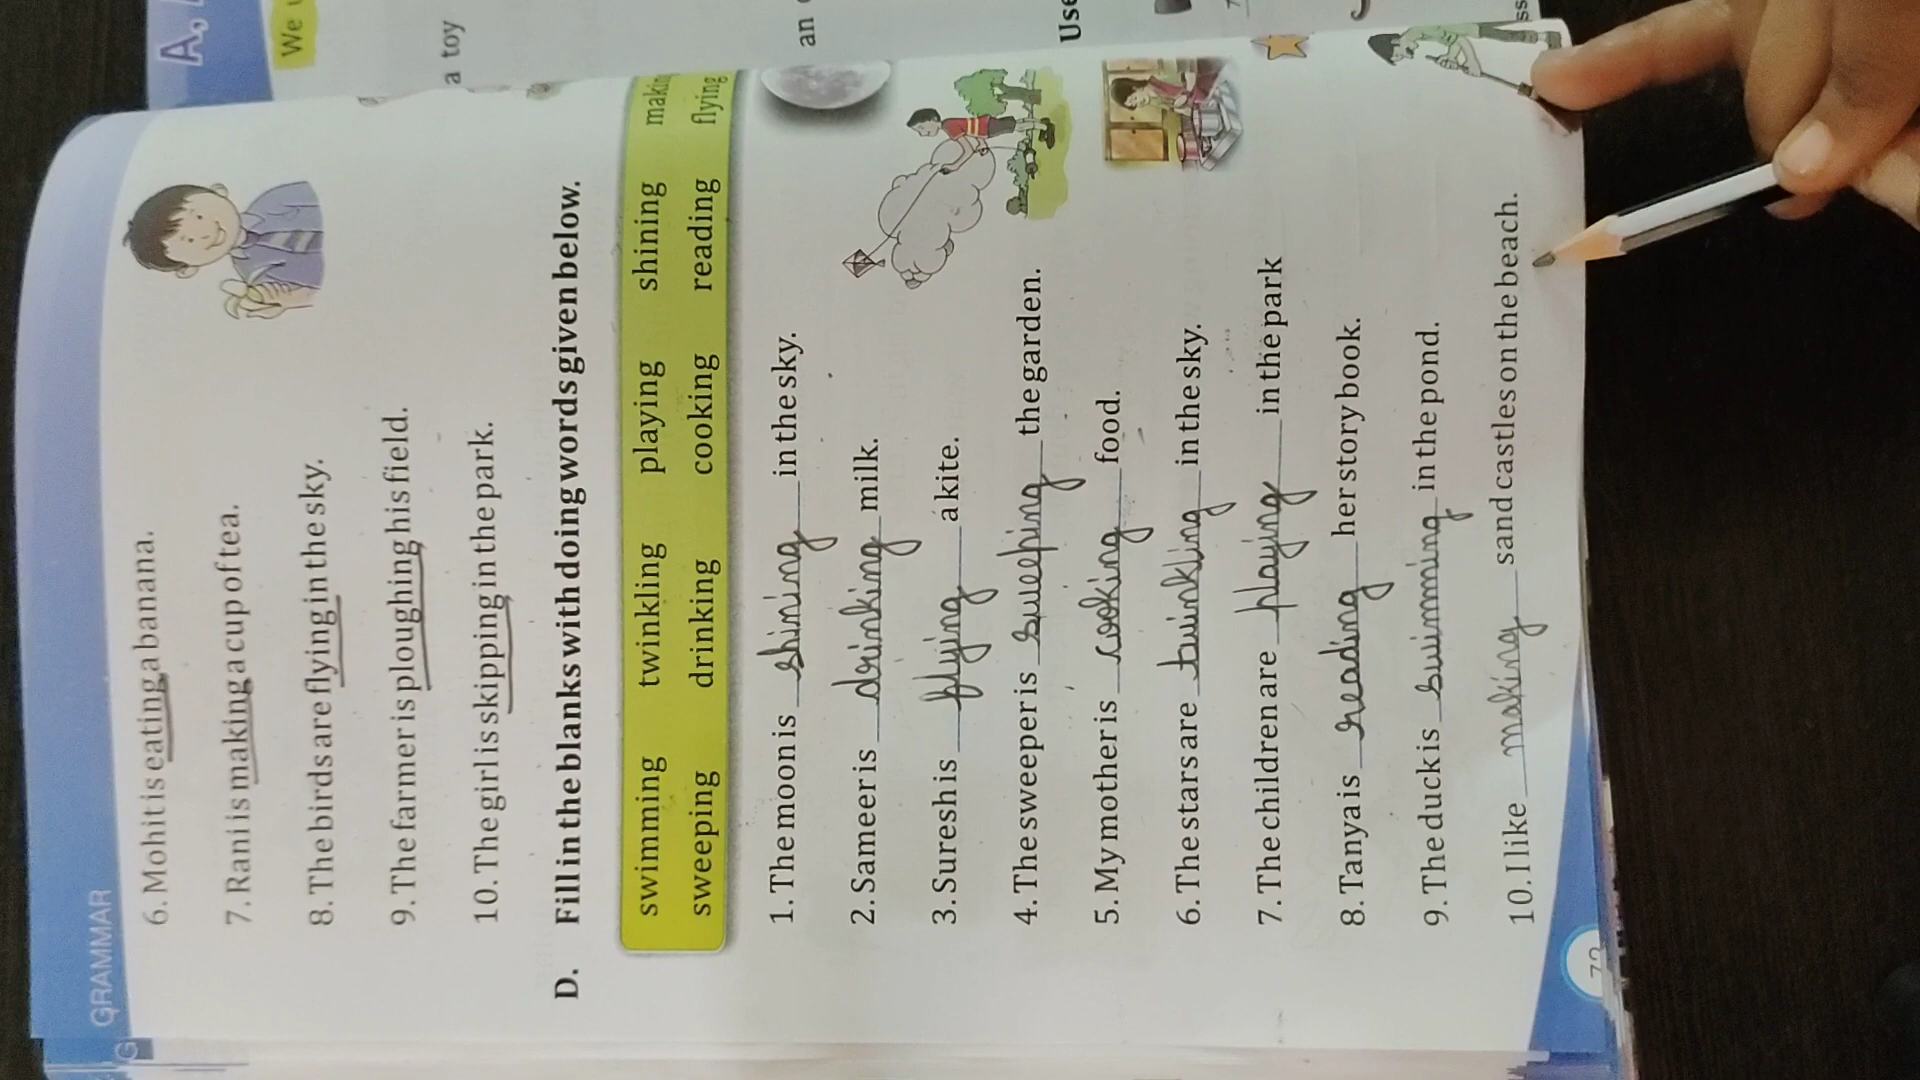 GRAMMAR
6. Mohit is eating a banana.
7. Rani is making a cup of tea.
8. The birds are flying in the sky.
9. The farmer is ploughing his field.
10. The girl is skipping in the park.
D. Fill in the blanks with doing words given below.
swimming twinkling playing shining makin
sweeping drinking cooking reading flying
1. The moon is shining in the sky.
2. Sameer is drinking milk.
3. Suresh is flying a kite.
4. The sweeper is sweeping the garden.
5. My mother is cooking food.
6. The stars are twinkling in the sky.
7. The children are playing in the park
8. Tanya is reading her story book.
9. The duck is swimming in the pond.
10. I like making sand castles on the beach.
A,
We
a toy
an
Use